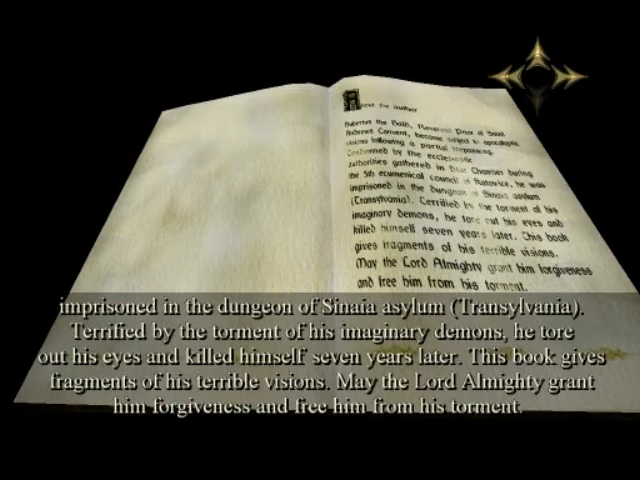 About the author
Hubertus the Bald, Reverend Prior of Saint
Andrews Convent, became subject to apocalyptic
visions following a partial trepanning.
Condemned by the ecclesiastic
authorities gathered in Star Chamber during
the 5th ecumenical council of Katowice, he was
imprisoned in the dungeon of Sinaia asylum
(Transylvania). Terrified by the torment of his
imaginary demons, he tore out his eyes and
killed himself seven years later. This book
gives fragments of his terrible visions.
May the Lord Almighty grant him forgiveness
and free him from his torment.
imprisoned in the dungeon of Sinaia asylum (Transylvania).
Terrified by the torment of his imaginary demons, he tore
out his eyes and killed himself seven years later. This book gives
fragments of his terrible visions. May the Lord Almighty grant
him forgiveness and free him from his torment.